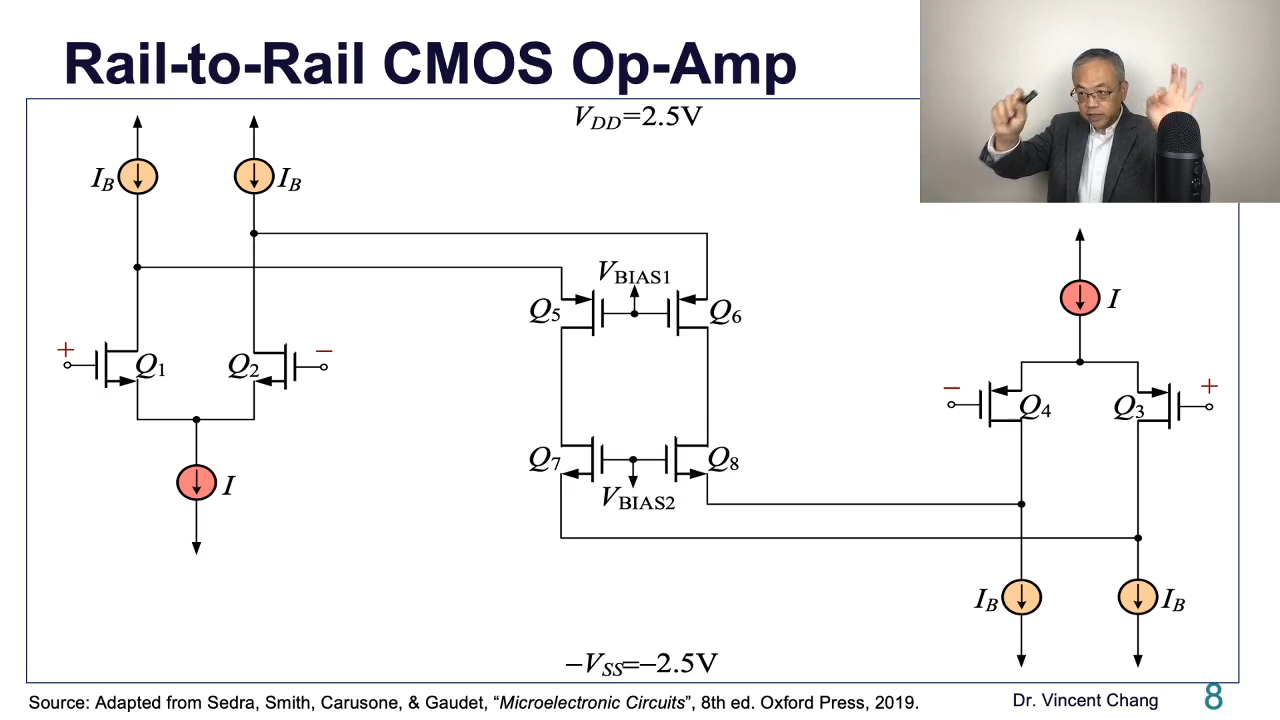 Rail-to-Rail CMOS Op-Amp
VDD=2.5V
IB
IB
VBIAS1
Q5
Q6
I
+
Q1
Q2
−
−
Q4
Q3
+
Q7
Q8
I
VBIAS2
IB
IB
−VSS=−2.5V
Source: Adapted from Sedra, Smith, Carusone, & Gaudet, “Microelectronic Circuits”, 8th ed. Oxford Press, 2019.
Dr. Vincent Chang
8